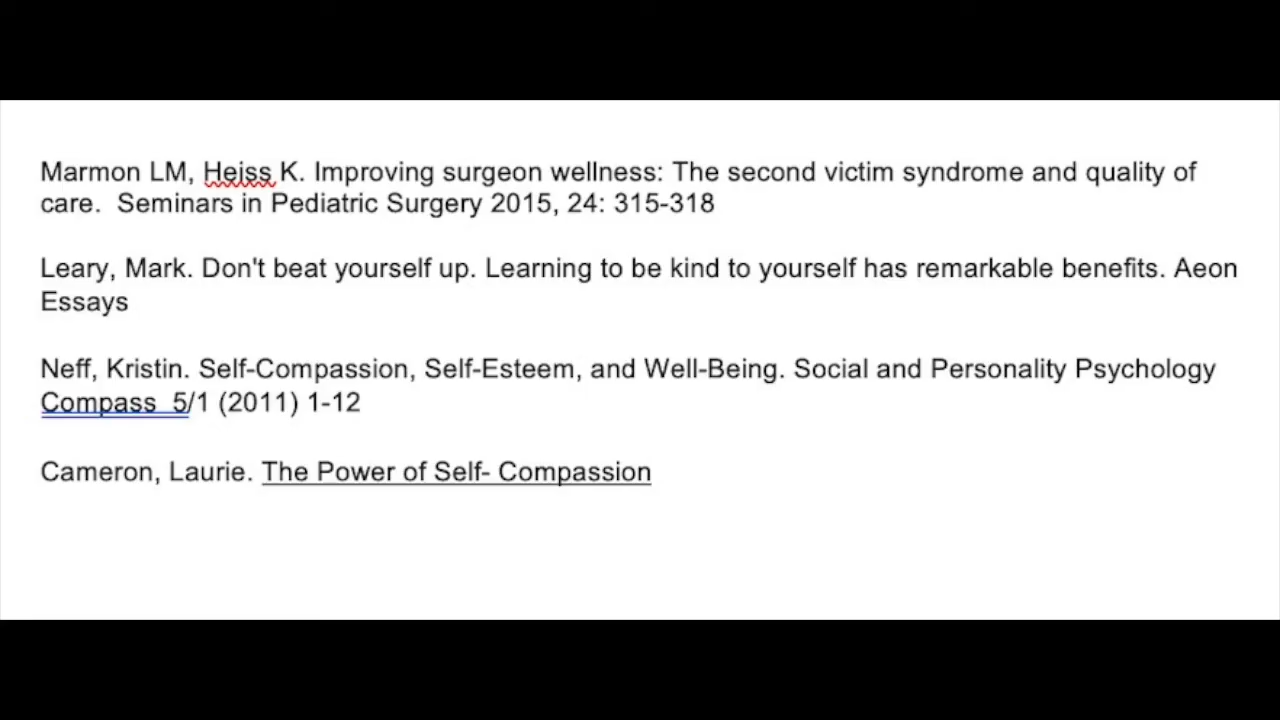 Marmon LM, Heiss K. Improving surgeon wellness: The second victim syndrome and quality of
care.  Seminars in Pediatric Surgery 2015, 24: 315-318
Leary, Mark. Don't beat yourself up. Learning to be kind to yourself has remarkable benefits. Aeon
Essays
Neff, Kristin. Self-Compassion, Self-Esteem, and Well-Being. Social and Personality Psychology
Compass  5/1 (2011) 1-12
Cameron, Laurie. The Power of Self- Compassion